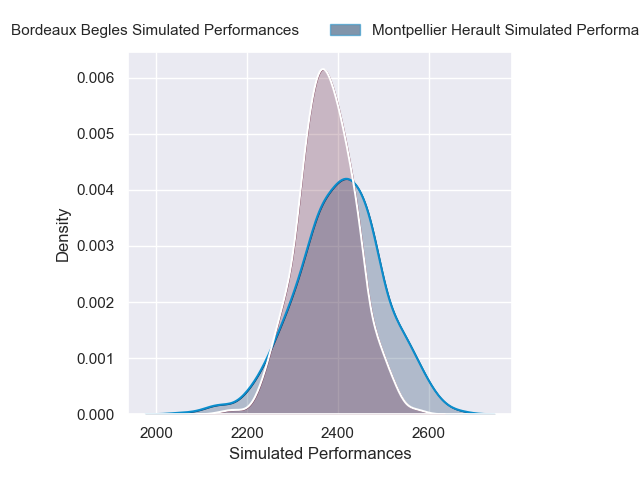 Bordeaux Begles Simulated Performances Montpellier Herault Simulated Performa
0.006
0.005
0.004
0.003
0.002
0.001
0.000
Density
2000 2200 2400 2600
Simulated Performances